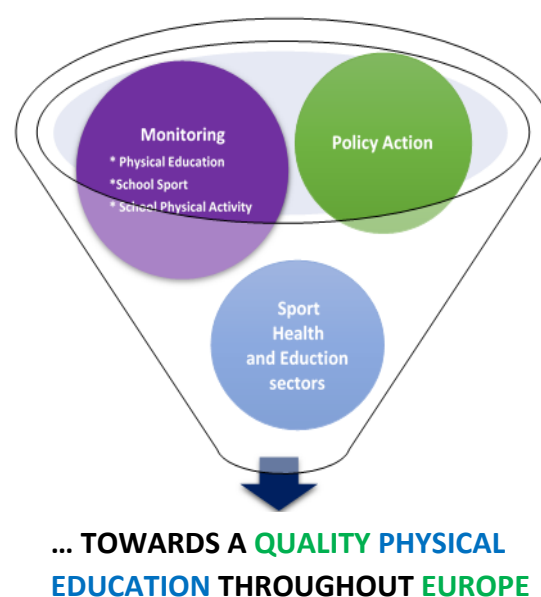 Monitoring
* Physical Education
*School Sport
* School Physical Activity
Policy Action
Sport
Health
and Eduction
sectors
... TOWARDS A QUALITY PHYSICAL
EDUCATION THROUGHOUT EUROPE